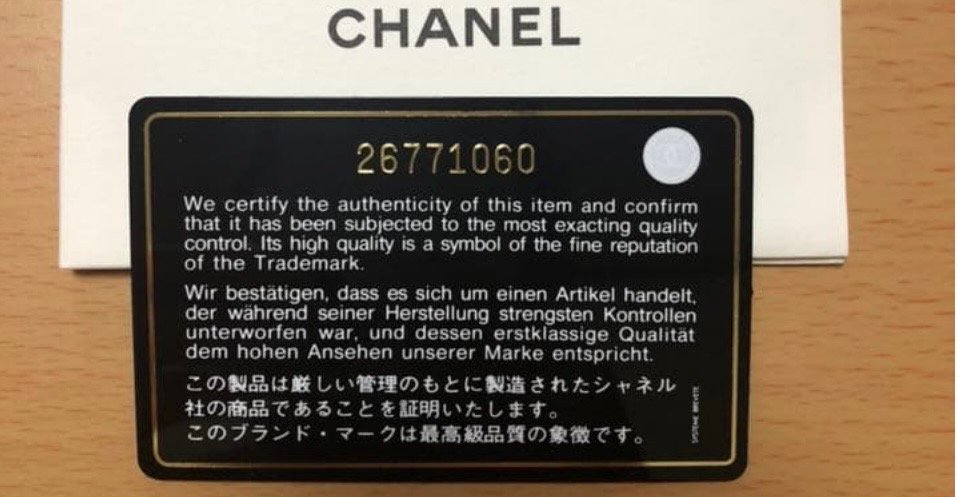 CHANEL
26771060
We certify the authenticity of this item and confirm
that it has been subjected to the most exacting quality
control. Its high quality is a symbol of the fine reputation
of the Trademark.
Wir bestätigen, dass es sich um einen Artikel handelt,
der während seiner Herstellung strengsten Kontrollen
unterworfen war, und dessen erstklassige Qualität
dem hohen Ansehen unserer Marke entspricht.
この製品は厳しい管理のもとに製造されたシャネル
社の商品であることを証明いたします。
このブランド・マークは最高級品質の象徴です。
SYSTEME BREVETE